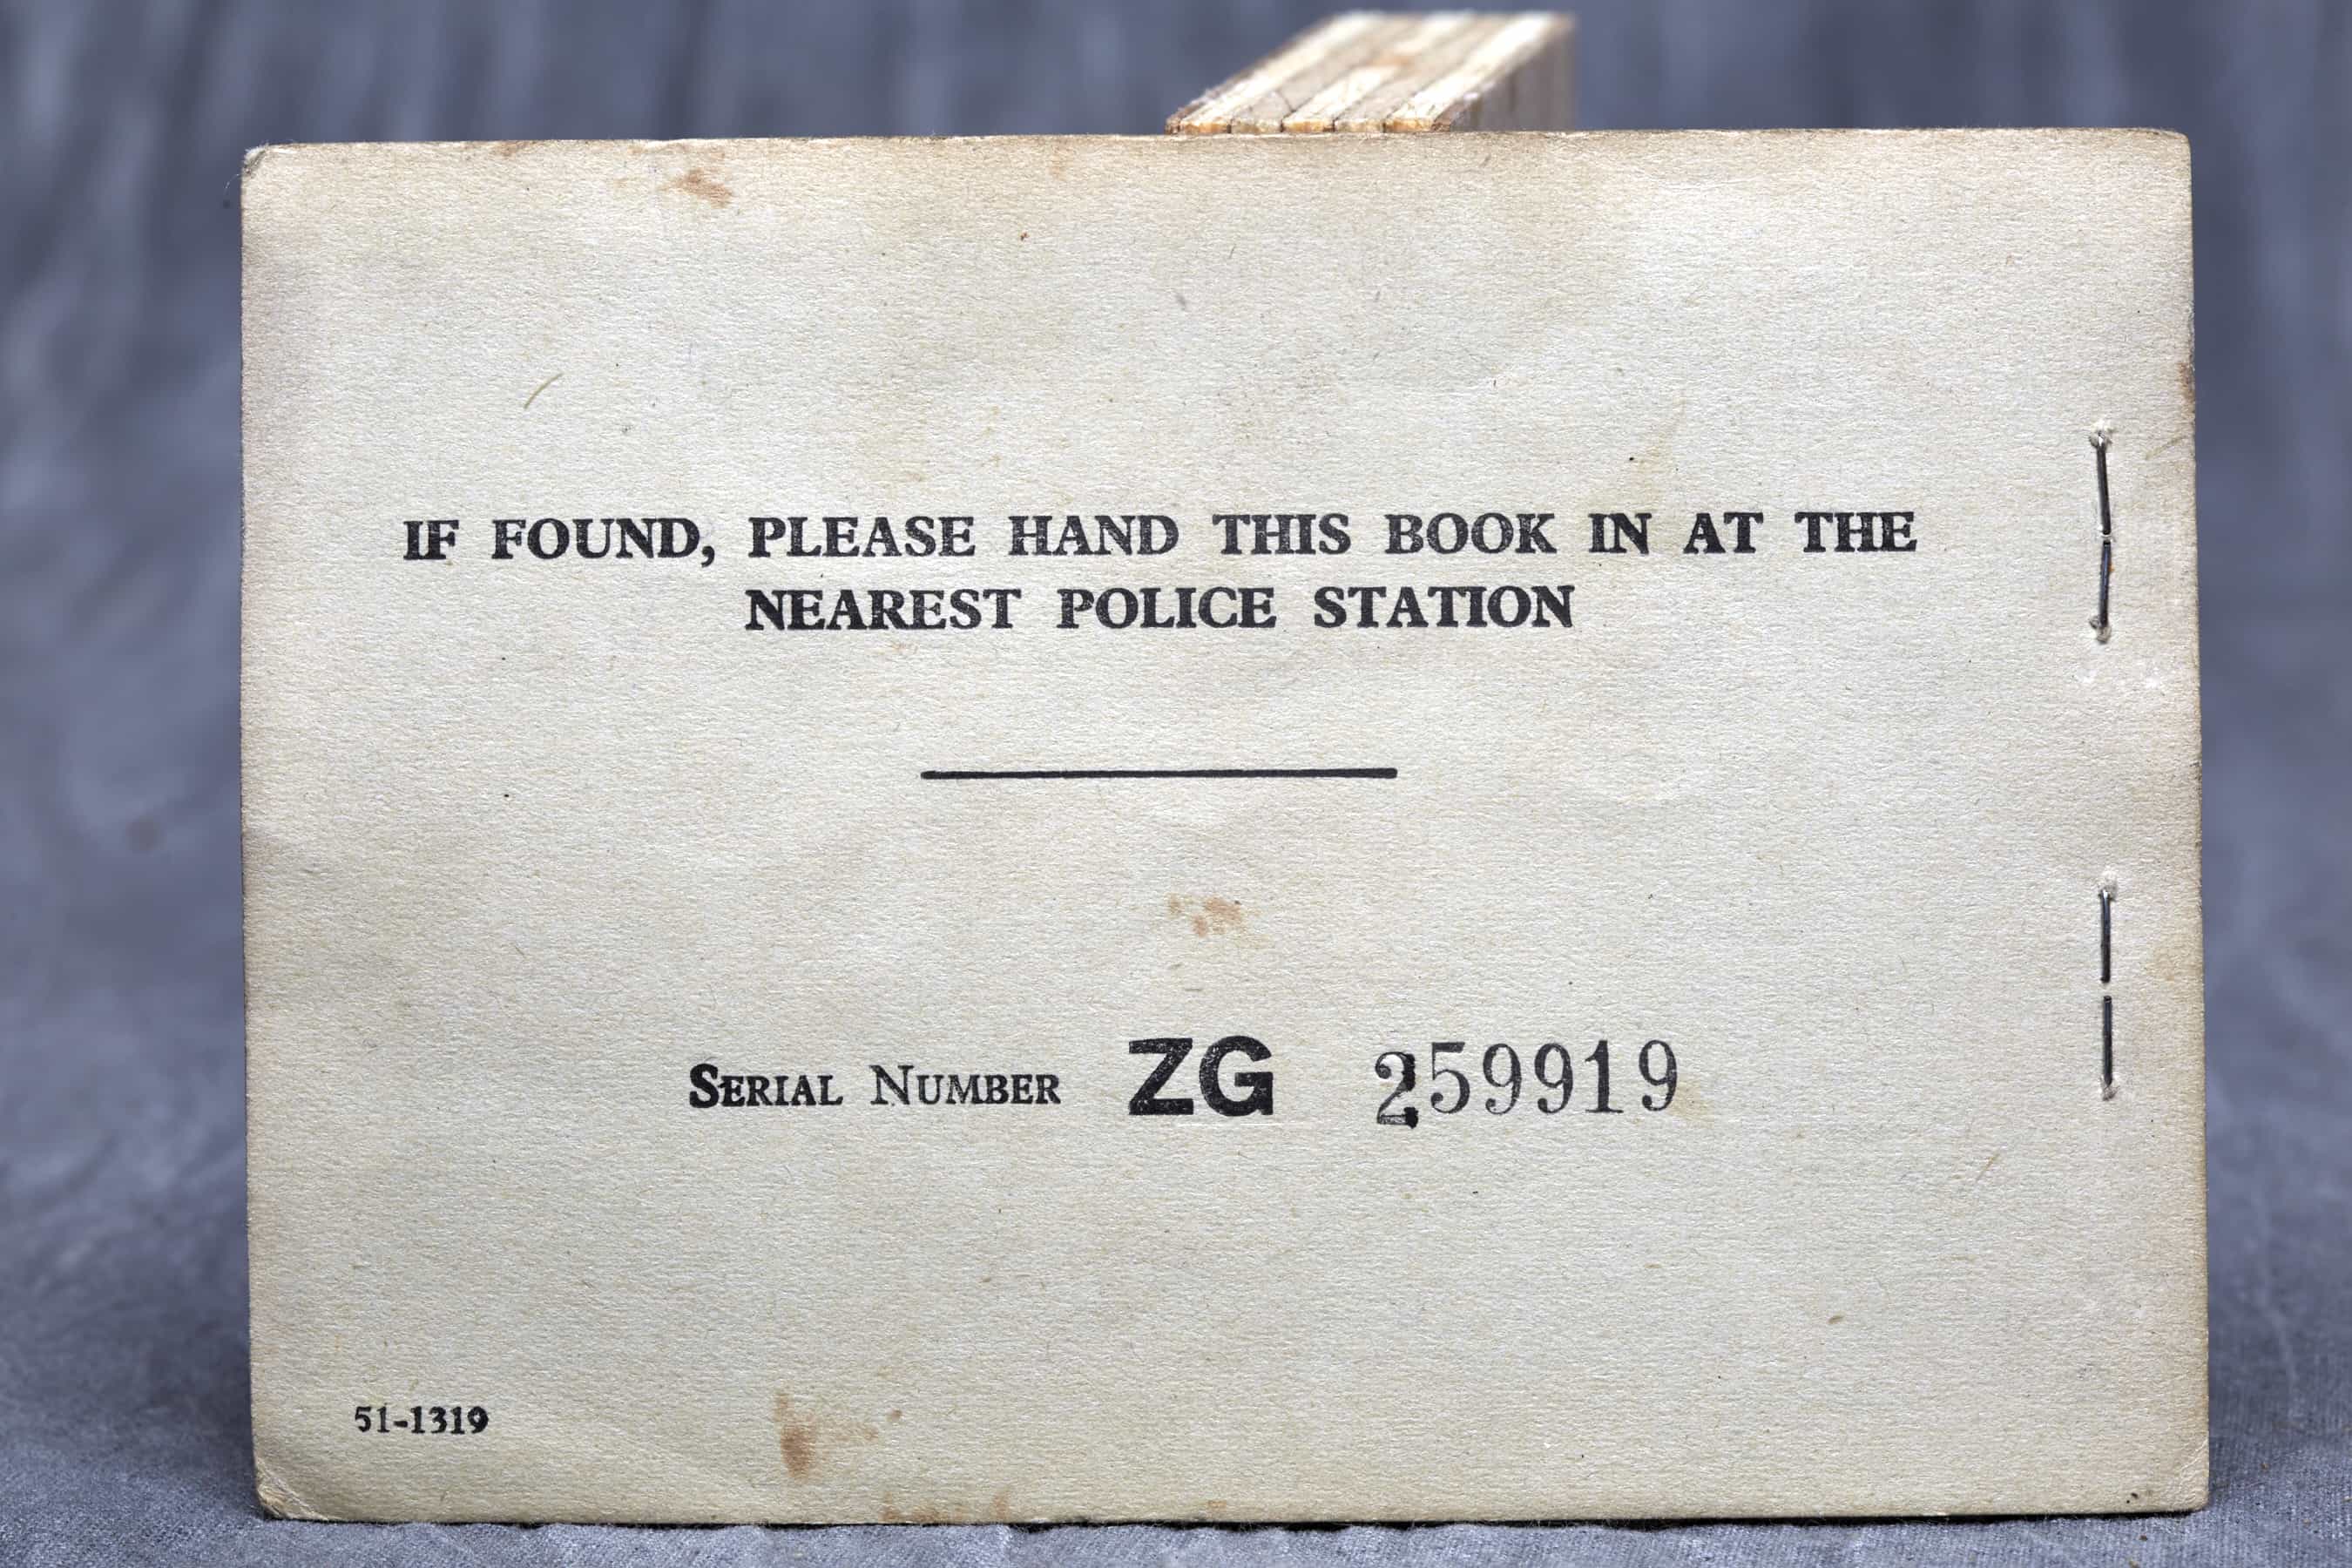 IF FOUND, PLEASE HAND THIS BOOK IN AT THE
NEAREST POLICE STATION
SERIAL NUMBER ZG 259919
51-1319